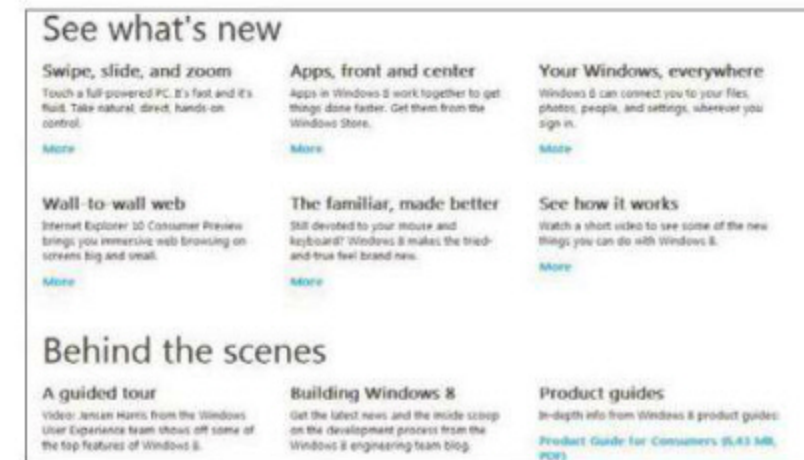 See what's new
Swipe, slide, and zoom
Touch a full-powered PC. It's fast and it's
fluid. Take natural, direct, hands-on
control.
More
Apps, front and center
Apps in Windows 8 work together to get
things done faster. Get them from the
Windows Store.
More
Your Windows, everywhere
Windows 8 can connect you to your files,
photos, people, and settings, wherever you
sign in.
More
Wall-to-wall web
Internet Explorer 10 Consumer Preview
brings you immersive web browsing on
screens big and small.
More
The familiar, made better
Still devoted to your mouse and
keyboard? Windows 8 makes the tried-
and-true feel brand new.
More
See how it works
Watch a short video to see some of the new
things you can do with Windows 8.
More
Behind the scenes
A guided tour
Video: Jensen Harris from the Windows
User Experience team shows off some of
the top features of Windows 8.
Building Windows 8
Get the latest news and the inside scoop
on the development process from the
Windows 8 engineering team blog.
Product guides
In-depth info from Windows 8 product guides:
Product Guide for Consumers (6.43 MB,
PDF)